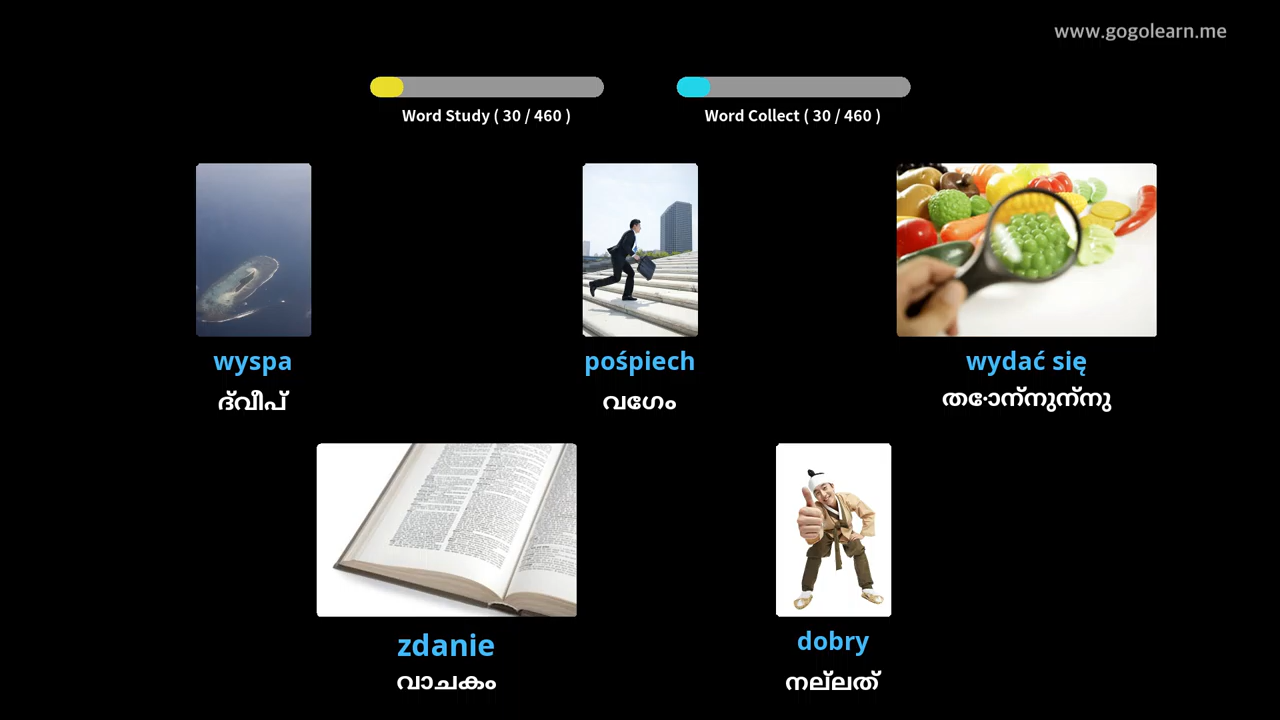 www.gogolearn.me
Word Study ( 30 / 460 )
Word Collect ( 30 / 460 )
wyspa
pośpiech
wydać się
ദ്വീപ്
വഗേം
തോന്നുന്നു
zdanie
dobry
വാചകം
നല്ലത്